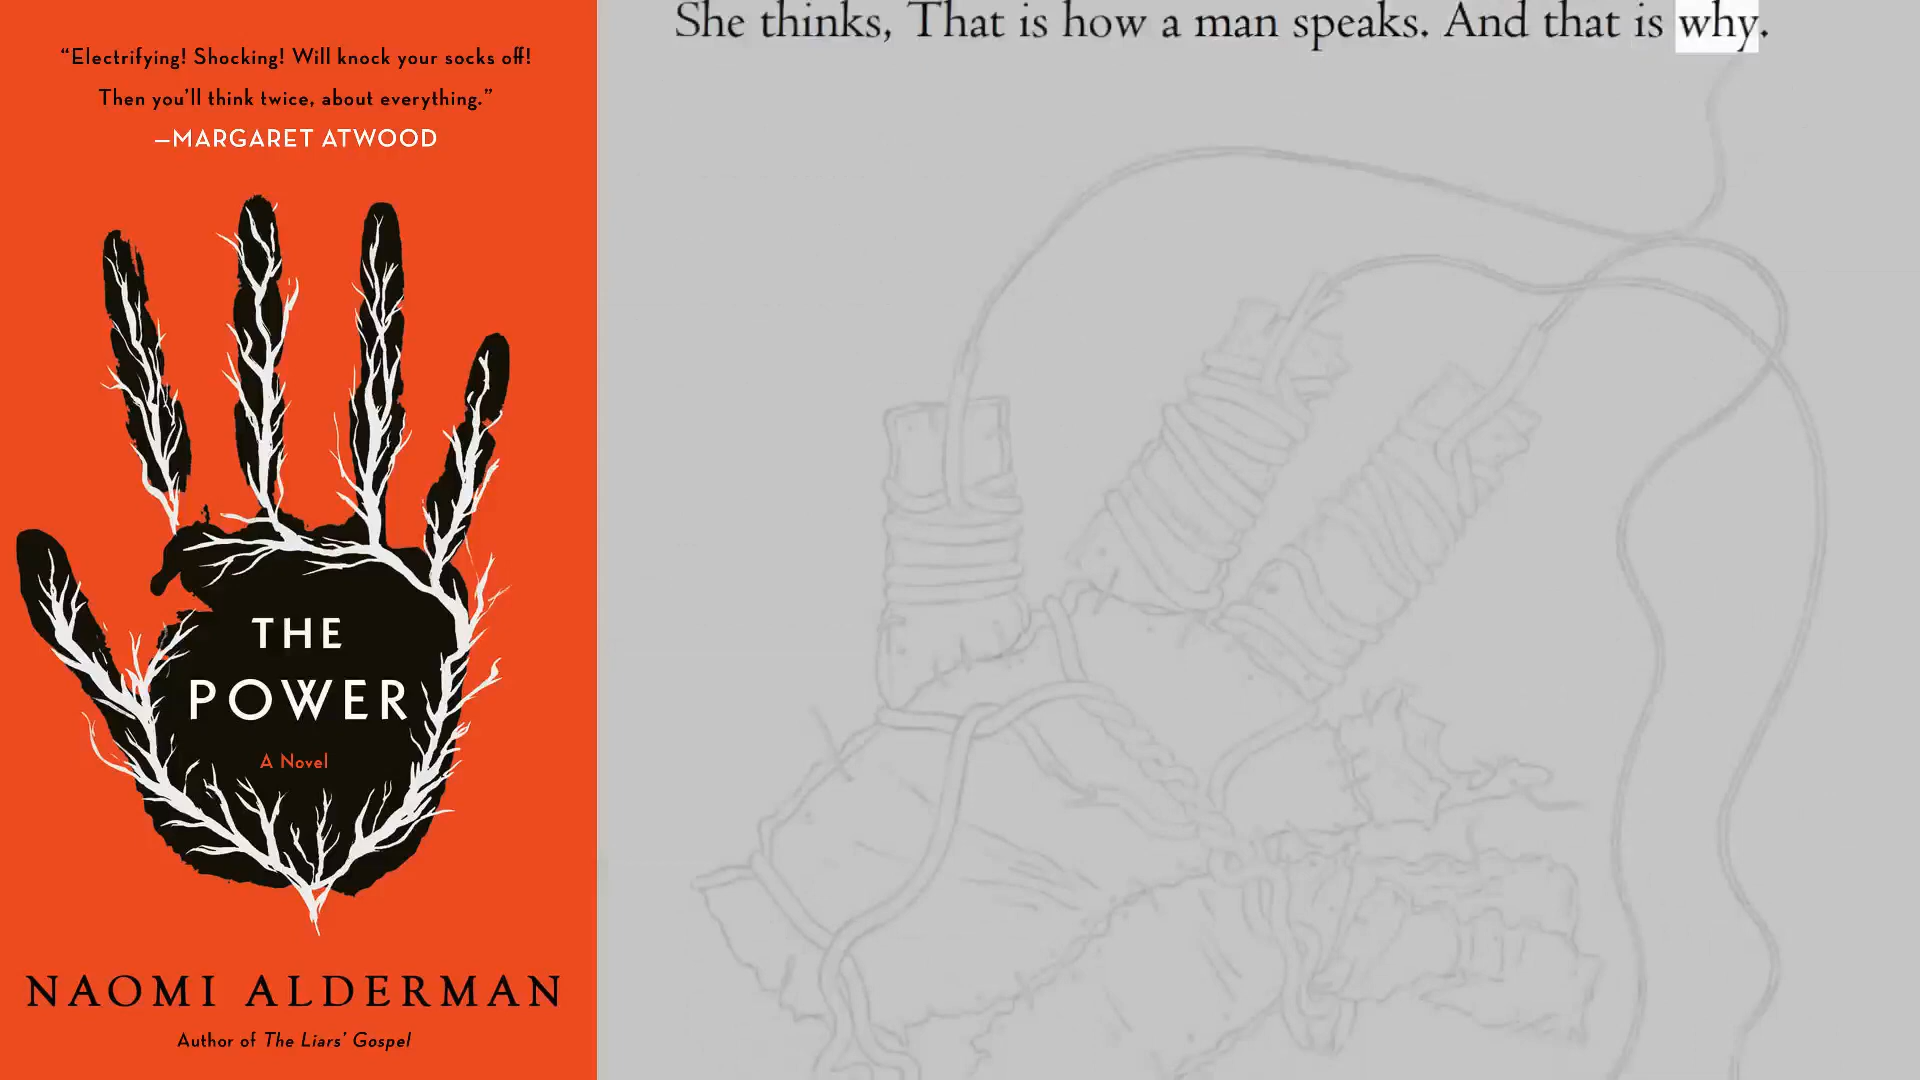 “Electrifying! Shocking! Will knock your socks off!
Then you’ll think twice, about everything.”
—MARGARET ATWOOD
THE
POWER
A Novel
NAOMI ALDERMAN
Author of The Liars’ Gospel
She thinks, That is how a man speaks. And that is why.